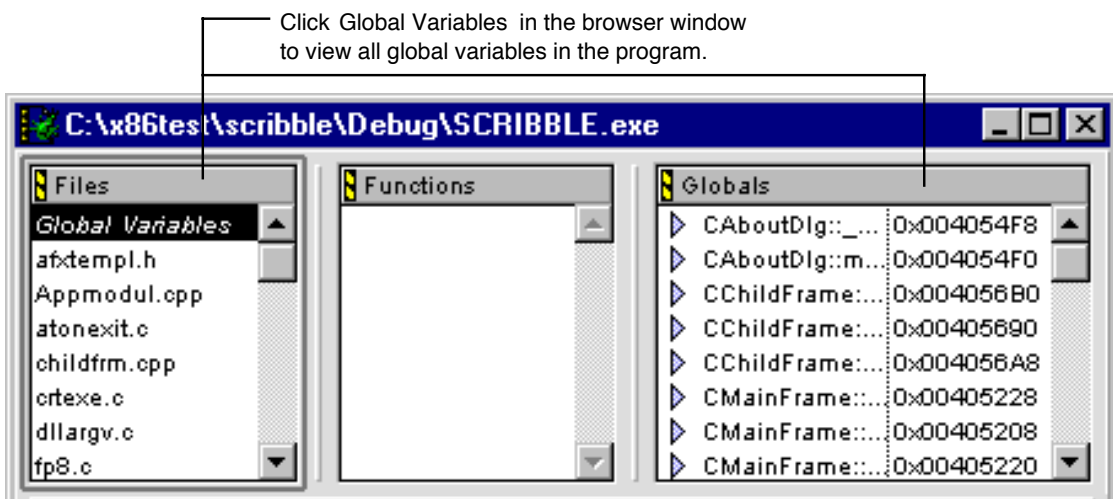 Click Global Variables in the browser window
to view all global variables in the program.
C:\x86test\scribble\Debug\SCRIBBLE.exe
Files
Global Variables
afxtempl.h
Appmodul.cpp
atonexit.c
childfrm.cpp
crtexe.c
dllargv.c
fp8.c
Functions
Globals
CAboutDlg::_... 0x004054F8
CAboutDlg::m... 0x004054F0
CChildFrame:... 0x004056B0
CChildFrame:... 0x00405690
CChildFrame:... 0x004056A8
CMainFrame::... 0x00405228
CMainFrame::... 0x00405208
CMainFrame::... 0x00405220